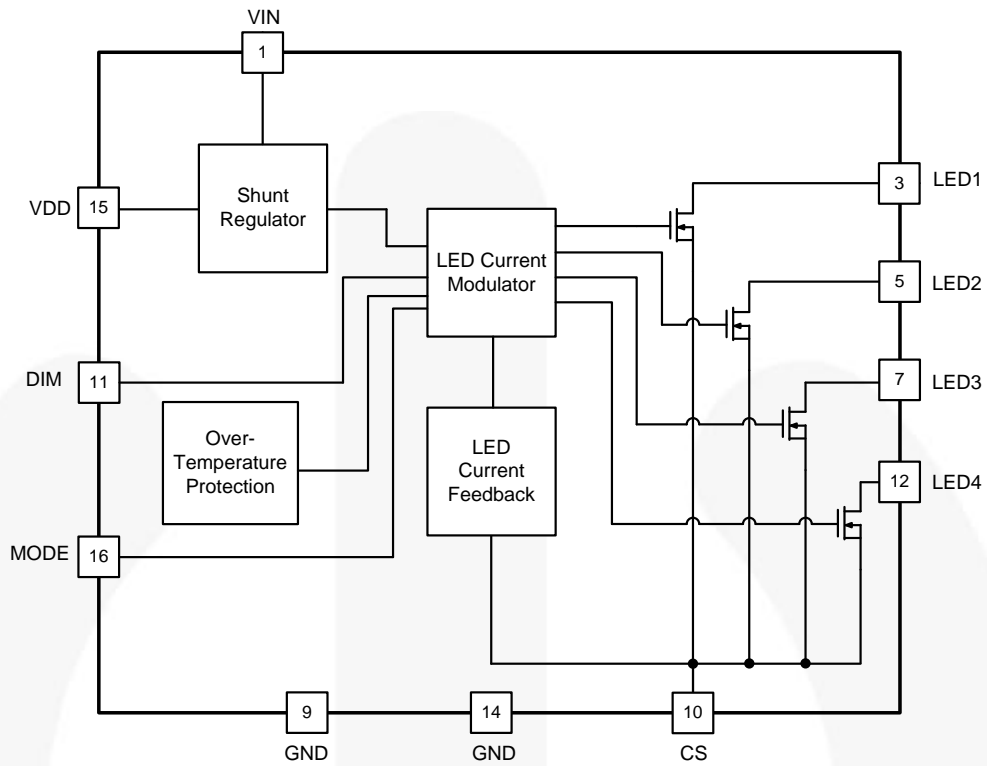 VIN
1
Shunt
Regulator
VDD
15
3
LED1
LED Current
Modulator
5
LED2
DIM
11
7
LED3
Over-
Temperature
Protection
LED
Current
Feedback
12
LED4
MODE
16
9
GND
14
GND
10
CS